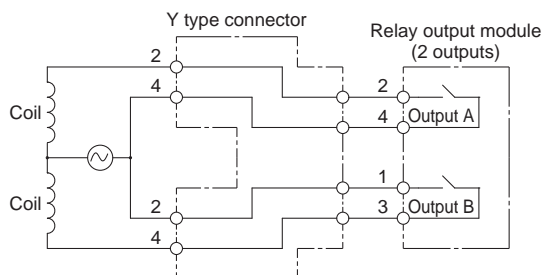 Y type connector
Relay output module
(2 outputs)
2
4
2
4
Output A
Coil
Coil
1
3
Output B
2
4